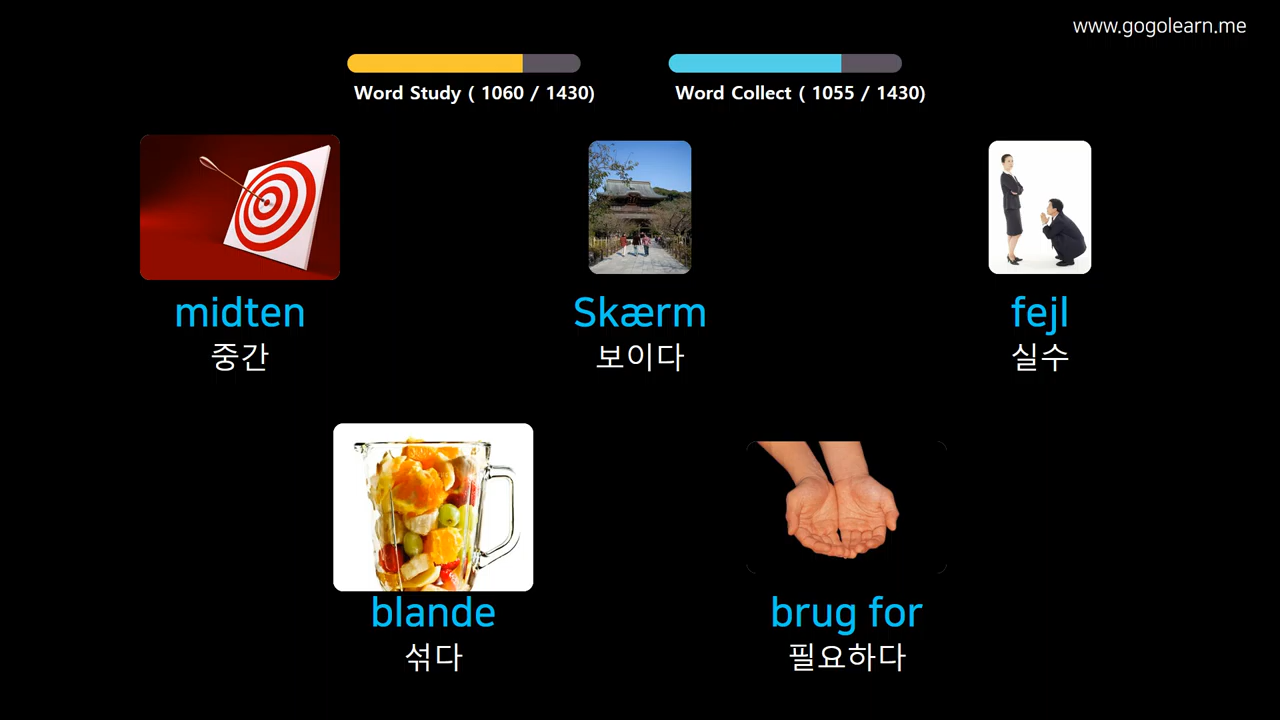 www.gogolearn.me
Word Study ( 1060 / 1430)
Word Collect ( 1055 / 1430)
midten
중간
Skærm
보이다
fejl
실수
blande
섞다
brug for
필요하다